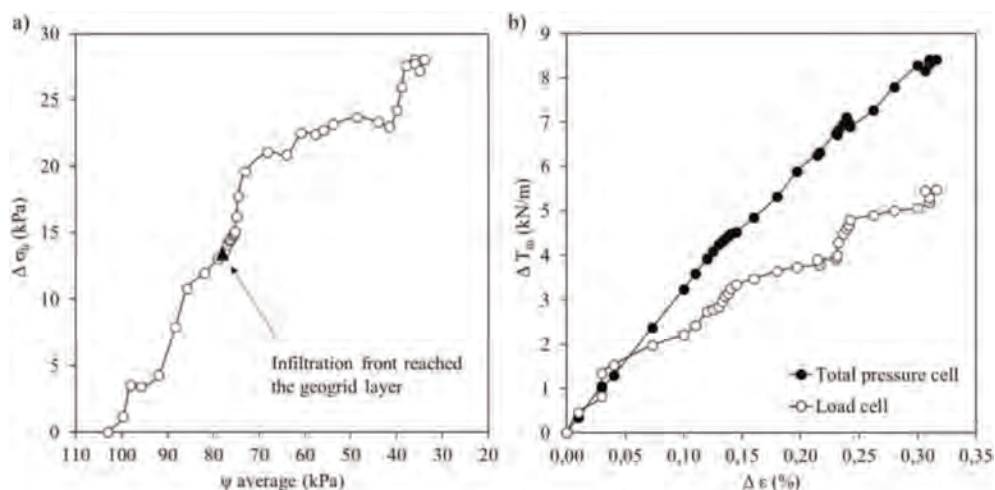 a)
30
25
20
15
10
5
0
Δ σₕ (kPa)
110 100 90 80 70 60 50 40 30 20
ψ average (kPa)
Infiltration front reached
the geogrid layer
b)
9
8
7
6
5
4
3
2
1
0
Δ Tₘ (kN/m)
0,00 0,05 0,10 0,15 0,20 0,25 0,30 0,35
Δ ε (%)
Total pressure cell
Load cell